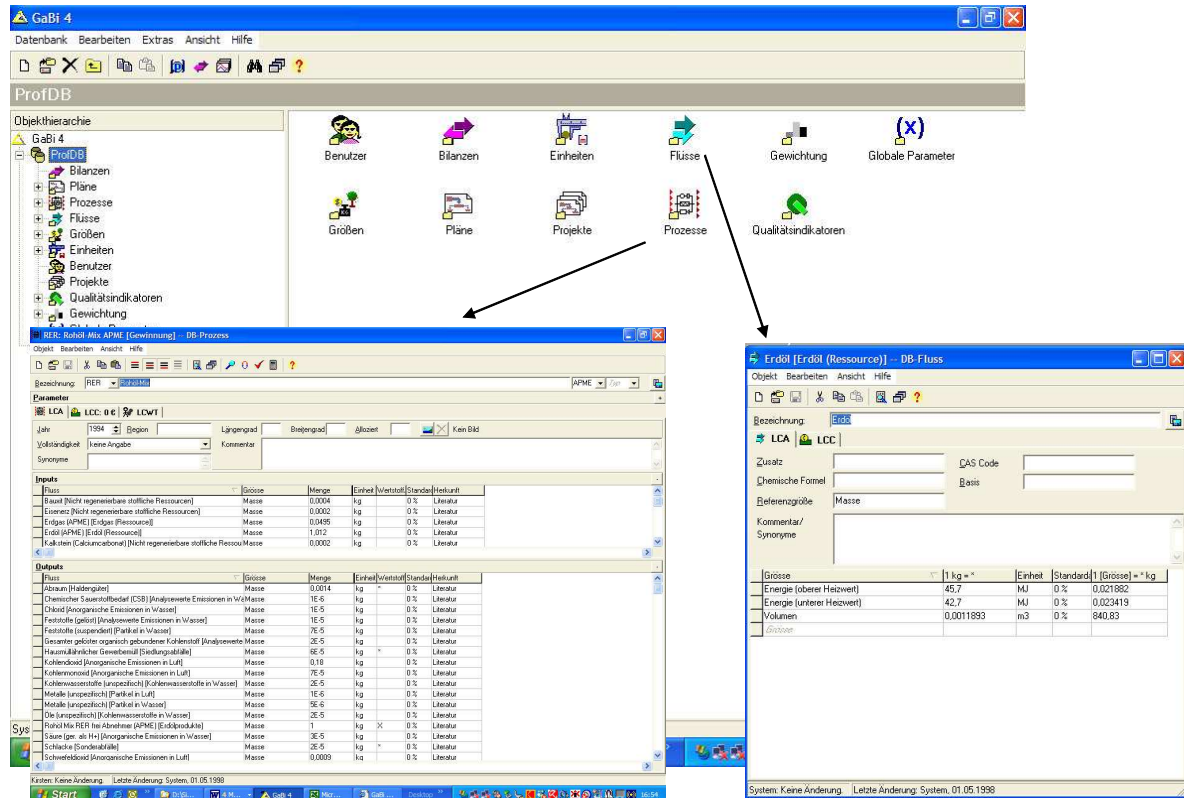 GaBi 4
Datenbank Bearbeiten Extras Ansicht Hilfe
ProfDB
Objekthierarchie
GaBi 4
ProfDB
Bilanzen
Pläne
Prozesse
Flüsse
Größen
Einheiten
Benutzer
Projekte
Qualitätsindikatoren
Gewichtung
Benutzer Bilanzen Einheiten Flüsse Gewichtung Globale Parameter
Größen Pläne Projekte Prozesse Qualitätsindikatoren
RER: Rohöl-Mix APME [Gewinnung] -- DB-Prozess
Objekt Bearbeiten Ansicht Hilfe
Bezeichnung: RER Rohöl-Mix APME
Parameter
LCA LCC: 0 € LCWT
Jahr 1994 Region Längengrad Breitengrad Alloziert Kein Bild
Vollständigkeit keine Angabe Kommentar
Synonyme
Inputs
Fluss Grösse Menge Einheit Wertstoff Standar Herkunft
Bauxit [Nicht regenerierbare stoffliche Ressourcen] Masse 0,0004 kg 0 % Literatur
Eisenerz [Nicht regenerierbare stoffliche Ressourcen] Masse 0,0002 kg 0 % Literatur
Erdgas (APME) [Erdgas (Ressource)] Masse 0,0495 kg 0 % Literatur
Erdöl (APME) [Erdöl (Ressource)] Masse 1,012 kg 0 % Literatur
Kalkstein (Calciumcarbonat) [Nicht regenerierbare stoffliche Ressou Masse 0,0002 kg 0 % Literatur
Outputs
Fluss Grösse Menge Einheit Wertstoff Standar Herkunft
Abraum [Haldengüter] Masse 0,0014 kg * 0 % Literatur
Chemischer Sauerstoffbedarf (CSB) [Analysewerte Emissionen in Wa Masse 1E-6 kg 0 % Literatur
Chlorid [Anorganische Emissionen in Wasser] Masse 1E-5 kg 0 % Literatur
Feststoffe (gelöst) [Analysewerte Emissionen in Wasser] Masse 1E-5 kg 0 % Literatur
Feststoffe (suspendiert) [Partikel in Wasser] Masse 7E-5 kg 0 % Literatur
Gesamter gelöster organisch gebundener Kohlenstoff [Analysewerte Masse 2E-5 kg 0 % Literatur
Hausmüllähnlicher Gewerbemüll [Siedlungsabfälle] Masse 6E-5 kg * 0 % Literatur
Kohlendioxid [Anorganische Emissionen in Luft] Masse 0,18 kg 0 % Literatur
Kohlenmonoxid [Anorganische Emissionen in Luft] Masse 7E-5 kg 0 % Literatur
Kohlenwasserstoffe (unspezifisch) [Kohlenwasserstoffe in Wasser] Masse 2E-5 kg 0 % Literatur
Metalle (unspezifisch) [Partikel in Luft] Masse 1E-6 kg 0 % Literatur
Metalle (unspezifisch) [Partikel in Wasser] Masse 5E-6 kg 0 % Literatur
Öle (unspezifisch) [Kohlenwasserstoffe in Wasser] Masse 2E-5 kg 0 % Literatur
Rohöl Mix RER frei Abnehmer (APME) [Erdölprodukte] Masse 1 kg X 0 % Literatur
Säure (ger. als H+) [Anorganische Emissionen in Wasser] Masse 3E-5 kg 0 % Literatur
Schlacke [Sonderabfälle] Masse 2E-5 kg * 0 % Literatur
Schwefeldioxid [Anorganische Emissionen in Luft] Masse 0,0009 kg 0 % Literatur
Kirsten: Keine Änderung. Letzte Änderung: System, 01.05.1998
Start D:\G... 4 M... GaBi 4 Micr... GaBi ... Desktop 16:54
Sys
Erdöl [Erdöl (Ressource)] -- DB-Fluss
Objekt Bearbeiten Ansicht Hilfe
Bezeichnung: Erdöl
LCA LCC
Zusatz CAS Code
Chemische Formel Basis
Referenzgröße Masse
Kommentar/
Synonyme
Grösse 1 kg = * Einheit Standard 1 [Grösse] = * kg
Energie (oberer Heizwert) 45,7 MJ 0 % 0,021882
Energie (unterer Heizwert) 42,7 MJ 0 % 0,023419
Volumen 0,0011893 m3 0 % 840,83
Grösse
System: Keine Änderung. Letzte Änderung: System, 01.05.1998